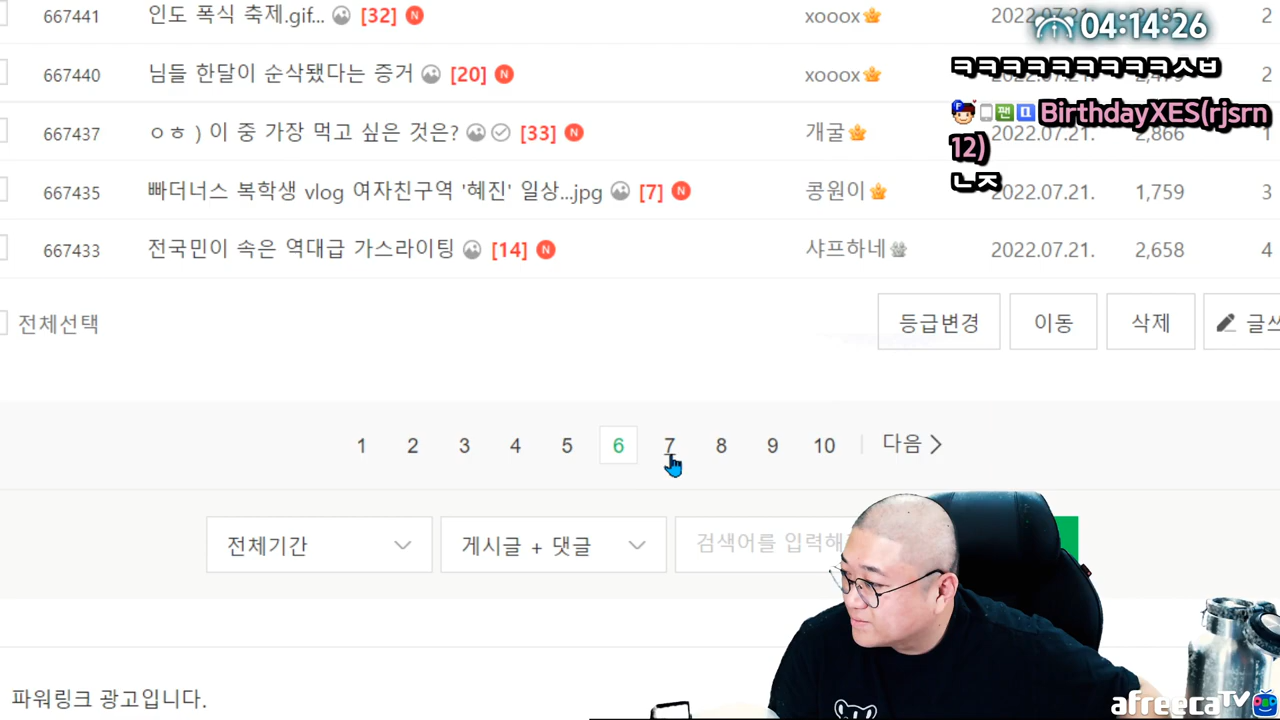 667441 인도 폭식 축제.gif... [32] N xooox 2022.07.21. 2
04:14:26
667440 님들 한달이 순삭됐다는 증거 [20] N xooox 2
ㅋㅋㅋㅋㅋㅋㅋㅋㅋㅅㅂ
667437 ㅇㅎ ) 이 중 가장 먹고 싶은 것은? [33] N 개굴 2022.07.21. 2,866 1
F 팬 BirthdayXES(rjsrn
12)
ㄴㅈ
667435 빠더너스 복학생 vlog 여자친구역 '혜진' 일상...jpg [7] N 콩원이 2022.07.21. 1,759 3
667433 전국민이 속은 역대급 가스라이팅 [14] N 샤프하네 2022.07.21. 2,658 4
전체선택 등급변경 이동 삭제 글쓰
1 2 3 4 5 6 7 8 9 10 다음
전체기간 게시글 + 댓글 검색어를 입력해
파워링크 광고입니다.
afreecaTV